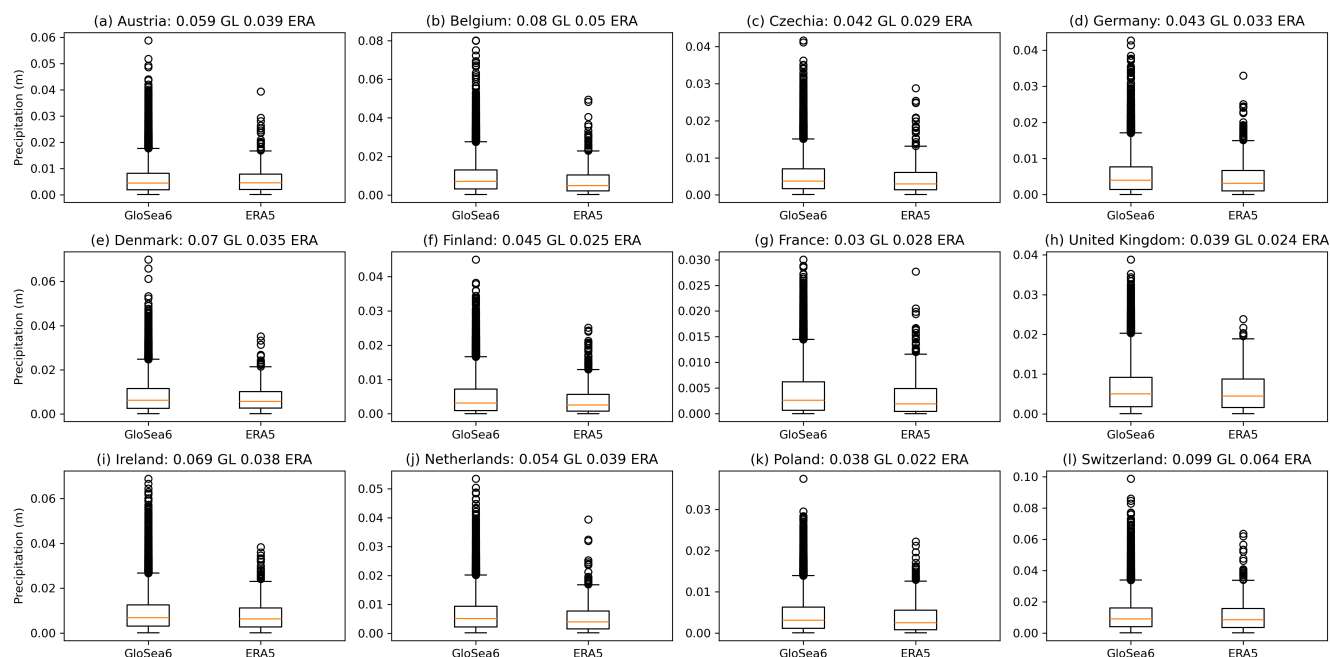 (a) Austria: 0.059 GL 0.039 ERA
Precipitation (m)
0.06
0.05
0.04
0.03
0.02
0.01
0.00
GloSea6
ERA5
(b) Belgium: 0.08 GL 0.05 ERA
0.08
0.06
0.04
0.02
0.00
GloSea6
ERA5
(c) Czechia: 0.042 GL 0.029 ERA
0.04
0.03
0.02
0.01
0.00
GloSea6
ERA5
(d) Germany: 0.043 GL 0.033 ERA
0.04
0.03
0.02
0.01
0.00
GloSea6
ERA5
(e) Denmark: 0.07 GL 0.035 ERA
Precipitation (m)
0.06
0.04
0.02
0.00
GloSea6
ERA5
(f) Finland: 0.045 GL 0.025 ERA
0.04
0.03
0.02
0.01
0.00
GloSea6
ERA5
(g) France: 0.03 GL 0.028 ERA
0.030
0.025
0.020
0.015
0.010
0.005
0.000
GloSea6
ERA5
(h) United Kingdom: 0.039 GL 0.024 ERA
0.04
0.03
0.02
0.01
0.00
GloSea6
ERA5
(i) Ireland: 0.069 GL 0.038 ERA
Precipitation (m)
0.06
0.04
0.02
0.00
GloSea6
ERA5
(j) Netherlands: 0.054 GL 0.039 ERA
0.05
0.04
0.03
0.02
0.01
0.00
GloSea6
ERA5
(k) Poland: 0.038 GL 0.022 ERA
0.03
0.02
0.01
0.00
GloSea6
ERA5
(l) Switzerland: 0.099 GL 0.064 ERA
0.10
0.08
0.06
0.04
0.02
0.00
GloSea6
ERA5